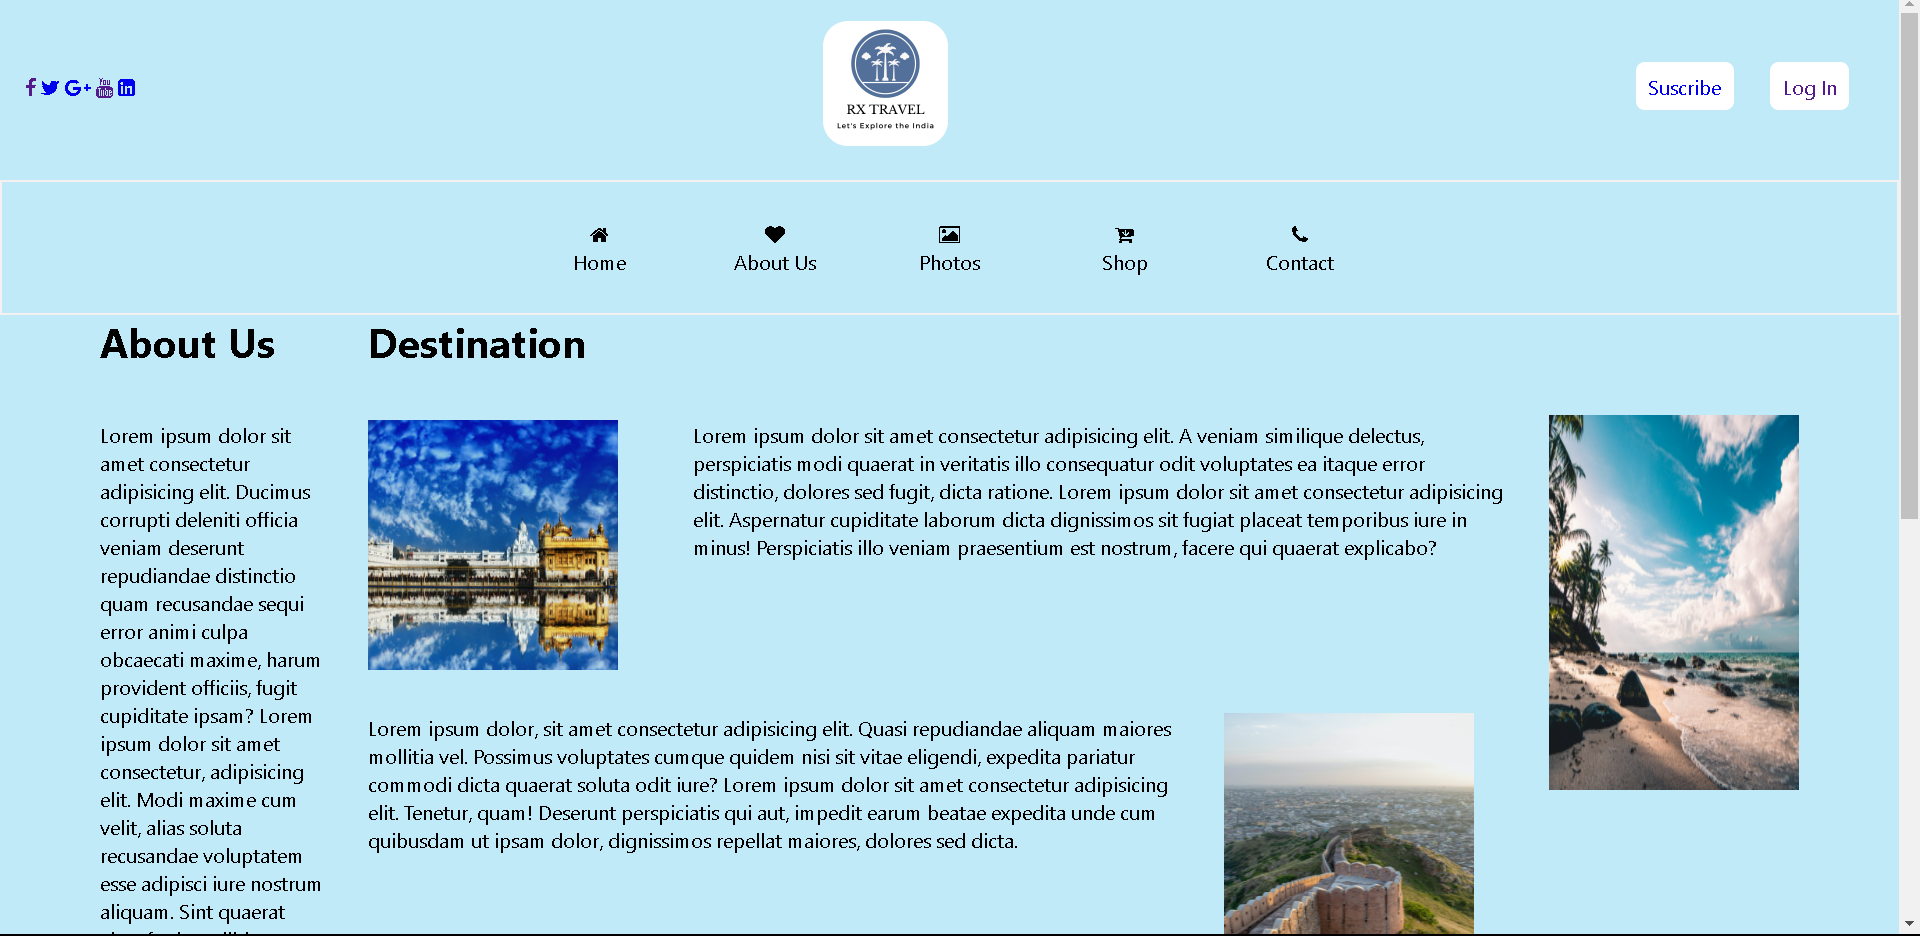 RX TRAVEL
Let's Explore the India
Suscribe
Log In
Home
About Us
Photos
Shop
Contact
About Us
Lorem ipsum dolor sit
amet consectetur
adipisicing elit. Ducimus
corrupti deleniti officia
veniam deserunt
repudiandae distinctio
quam recusandae sequi
error animi culpa
obcaecati maxime, harum
provident officiis, fugit
cupiditate ipsam? Lorem
ipsum dolor sit amet
consectetur, adipisicing
elit. Modi maxime cum
velit, alias soluta
recusandae voluptatem
esse adipisci iure nostrum
aliquam. Sint quaerat
Destination
Lorem ipsum dolor sit amet consectetur adipisicing elit. A veniam similique delectus,
perspiciatis modi quaerat in veritatis illo consequatur odit voluptates ea itaque error
distinctio, dolores sed fugit, dicta ratione. Lorem ipsum dolor sit amet consectetur adipisicing
elit. Aspernatur cupiditate laborum dicta dignissimos sit fugiat placeat temporibus iure in
minus! Perspiciatis illo veniam praesentium est nostrum, facere qui quaerat explicabo?
Lorem ipsum dolor, sit amet consectetur adipisicing elit. Quasi repudiandae aliquam maiores
mollitia vel. Possimus voluptates cumque quidem nisi sit vitae eligendi, expedita pariatur
commodi dicta quaerat soluta odit iure? Lorem ipsum dolor sit amet consectetur adipisicing
elit. Tenetur, quam! Deserunt perspiciatis qui aut, impedit earum beatae expedita unde cum
quibusdam ut ipsam dolor, dignissimos repellat maiores, dolores sed dicta.